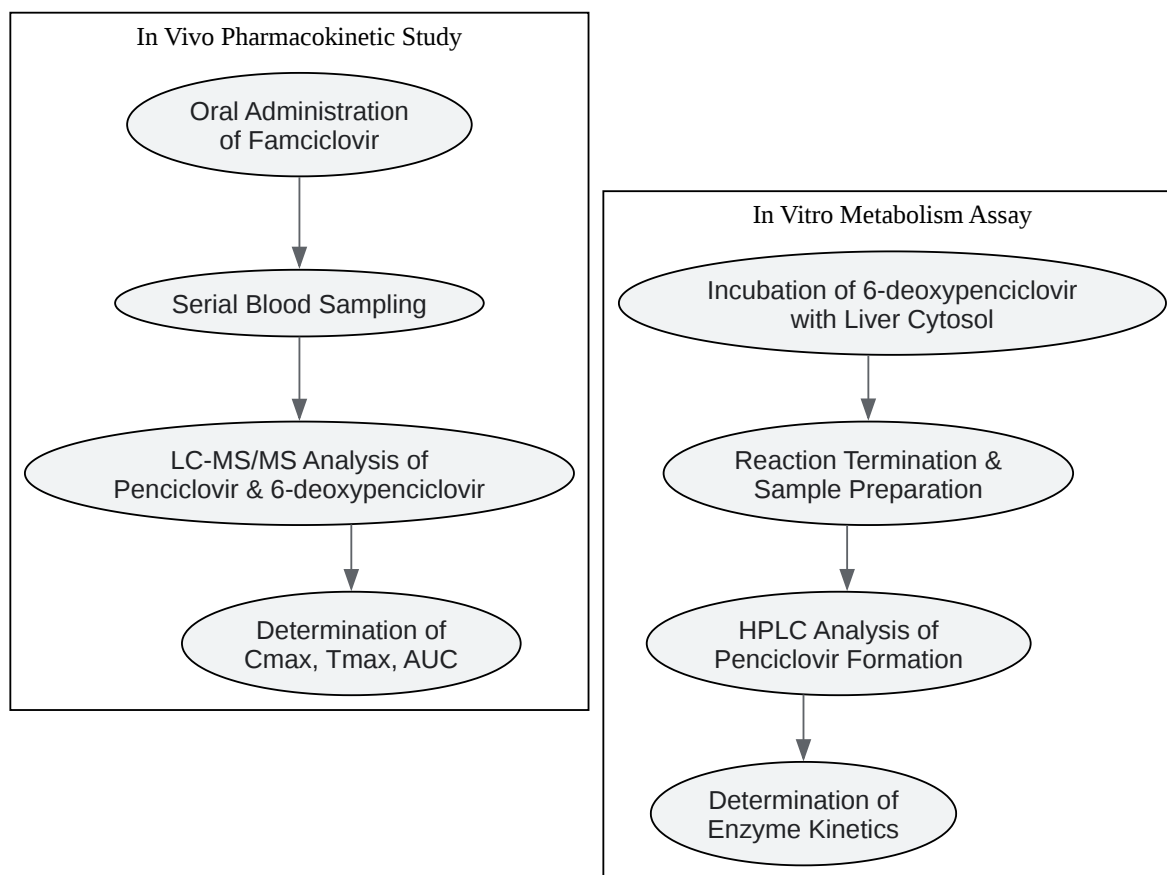 In Vivo Pharmacokinetic Study
Oral Administration
of Famciclovir
Serial Blood Sampling
LC-MS/MS Analysis of
Penciclovir & 6-deoxypenciclovir
Determination of
Cmax, Tmax, AUC
In Vitro Metabolism Assay
Incubation of 6-deoxypenciclovir
with Liver Cytosol
Reaction Termination &
Sample Preparation
HPLC Analysis of
Penciclovir Formation
Determination of
Enzyme Kinetics